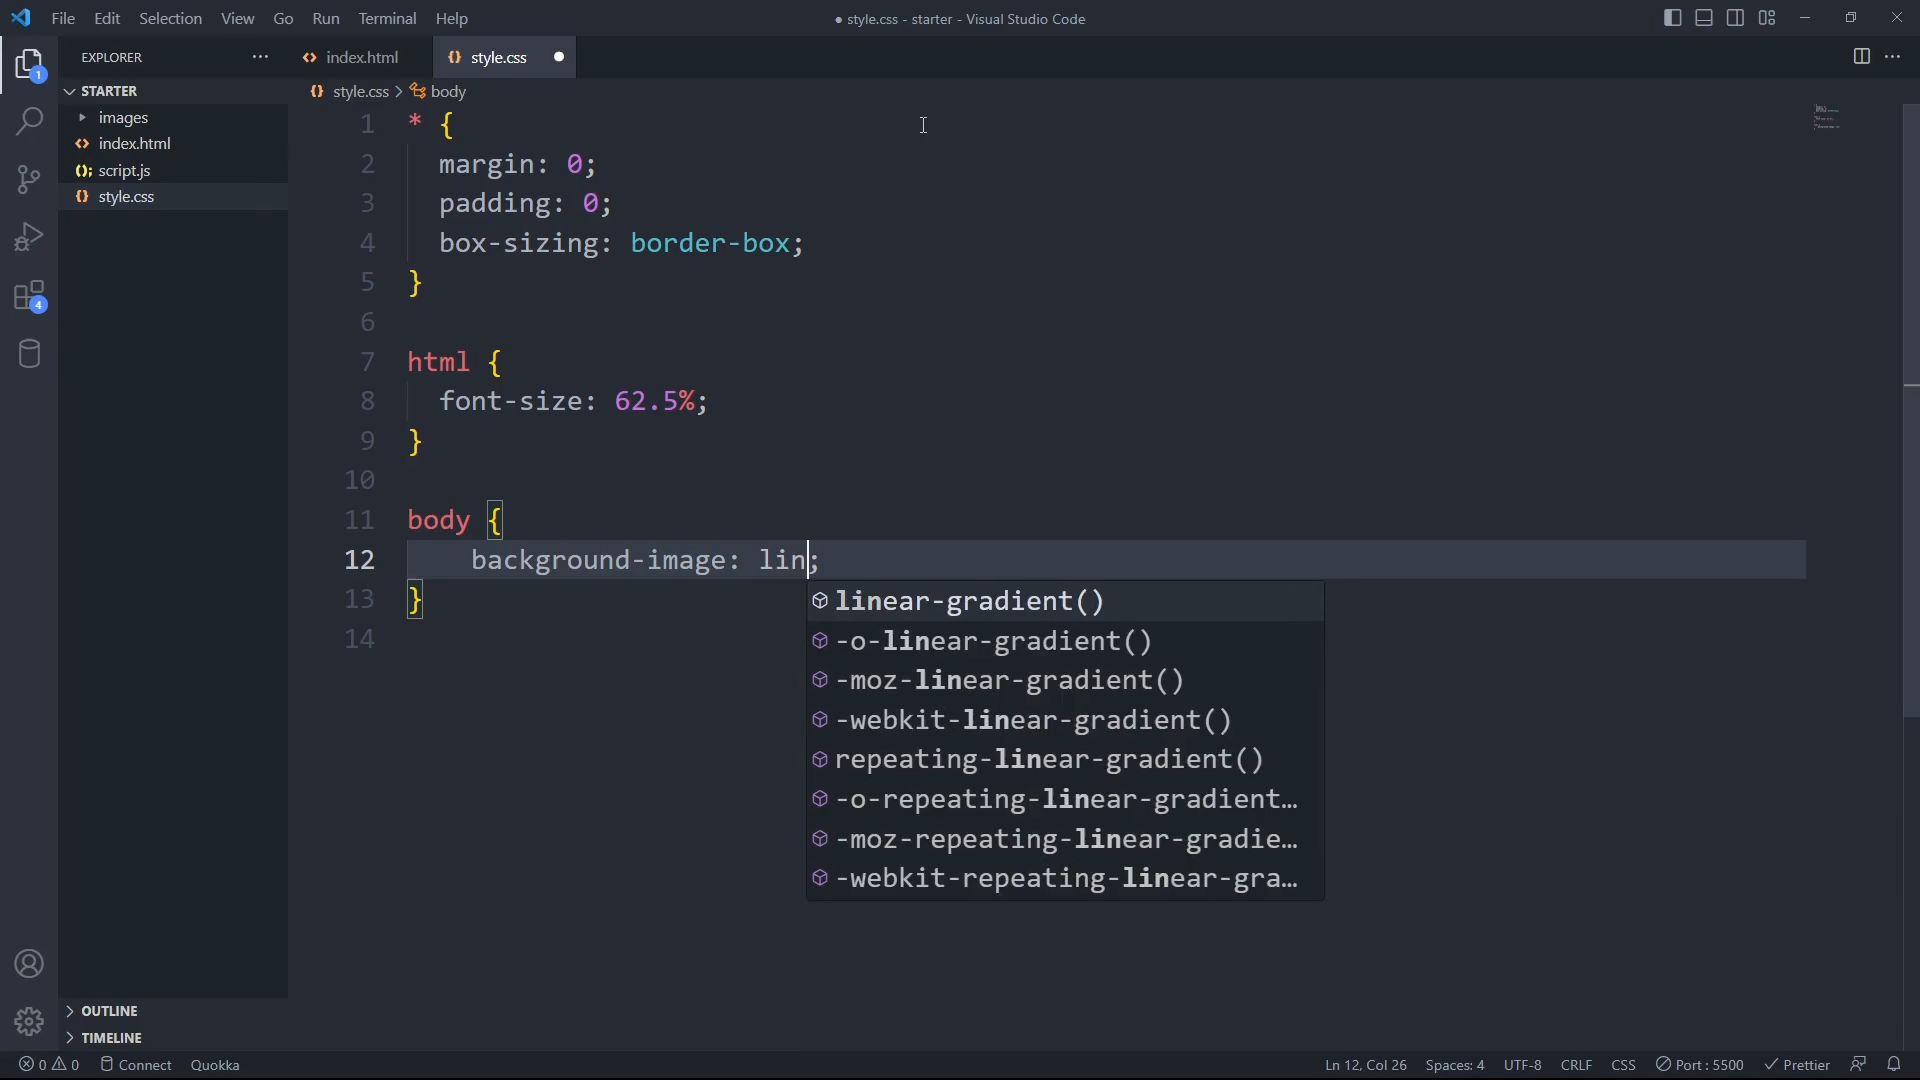 File Edit Selection View Go Run Terminal Help
● style.css - starter - Visual Studio Code
EXPLORER
index.html
style.css
STARTER
images
index.html
script.js
style.css
1
4
style.css > body
1 * {
2 margin: 0;
3 padding: 0;
4 box-sizing: border-box;
5 }
6
7 html {
8 font-size: 62.5%;
9 }
10
11 body {
12 background-image: lin;
13 }
14
linear-gradient()
-o-linear-gradient()
-moz-linear-gradient()
-webkit-linear-gradient()
repeating-linear-gradient()
-o-repeating-linear-gradient…
-moz-repeating-linear-gradie…
-webkit-repeating-linear-gra…
OUTLINE
TIMELINE
0 0 Connect Quokka
Ln 12, Col 26 Spaces: 4 UTF-8 CRLF CSS Port : 5500 Prettier